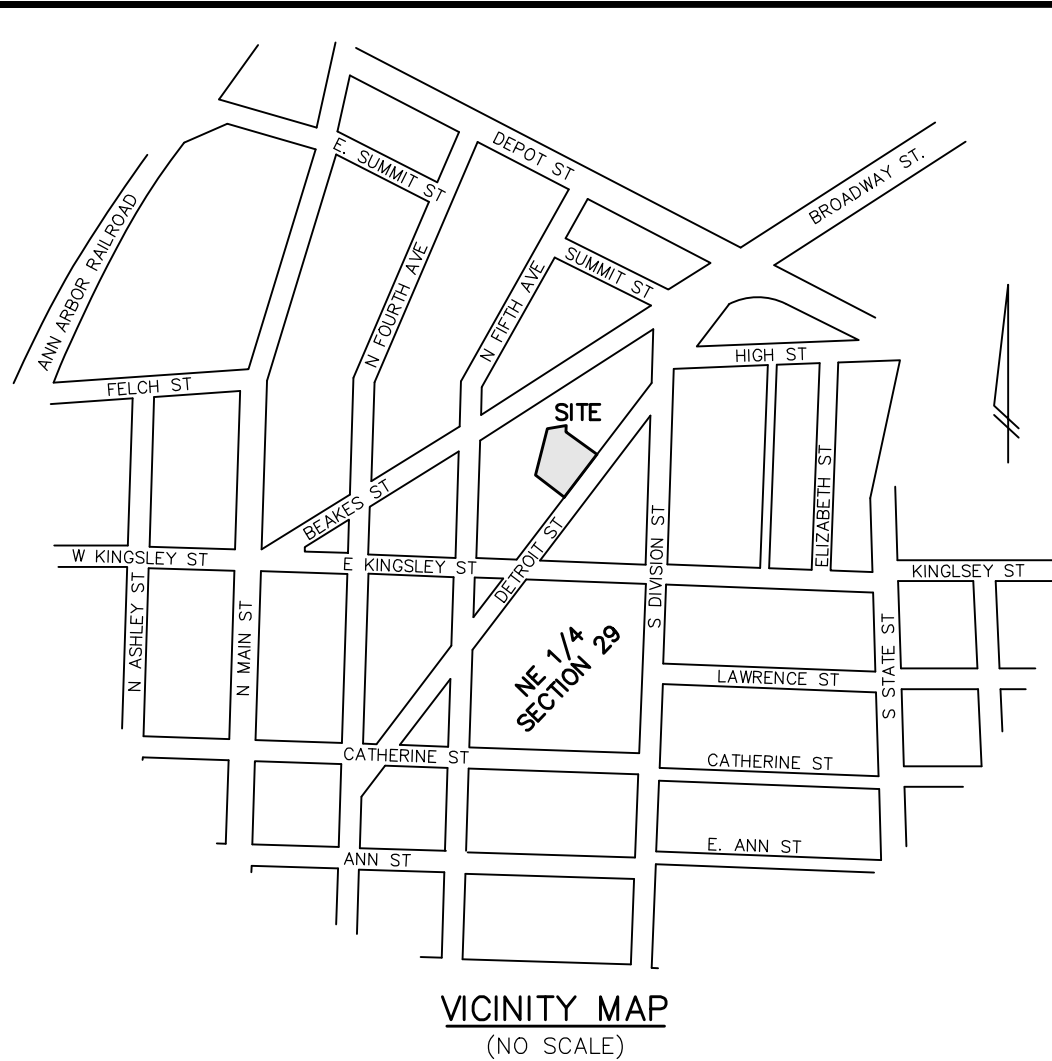 DEPOT ST
E. SUMMIT ST
BROADWAY ST.
ANN ARBOR RAILROAD
N FOURTH AVE
N FIFTH AVE
SUMMIT ST
HIGH ST
FELCH ST
SITE
ELIZABETH ST
BEAKES ST
W KINGSLEY ST
E KINGSLEY ST
DETROIT ST
S DIVISION ST
KINGLSEY ST
N ASHLEY ST
N MAIN ST
NE 1/4
SECTION 29
LAWRENCE ST
S STATE ST
CATHERINE ST
CATHERINE ST
E. ANN ST
ANN ST
VICINITY MAP
(NO SCALE)